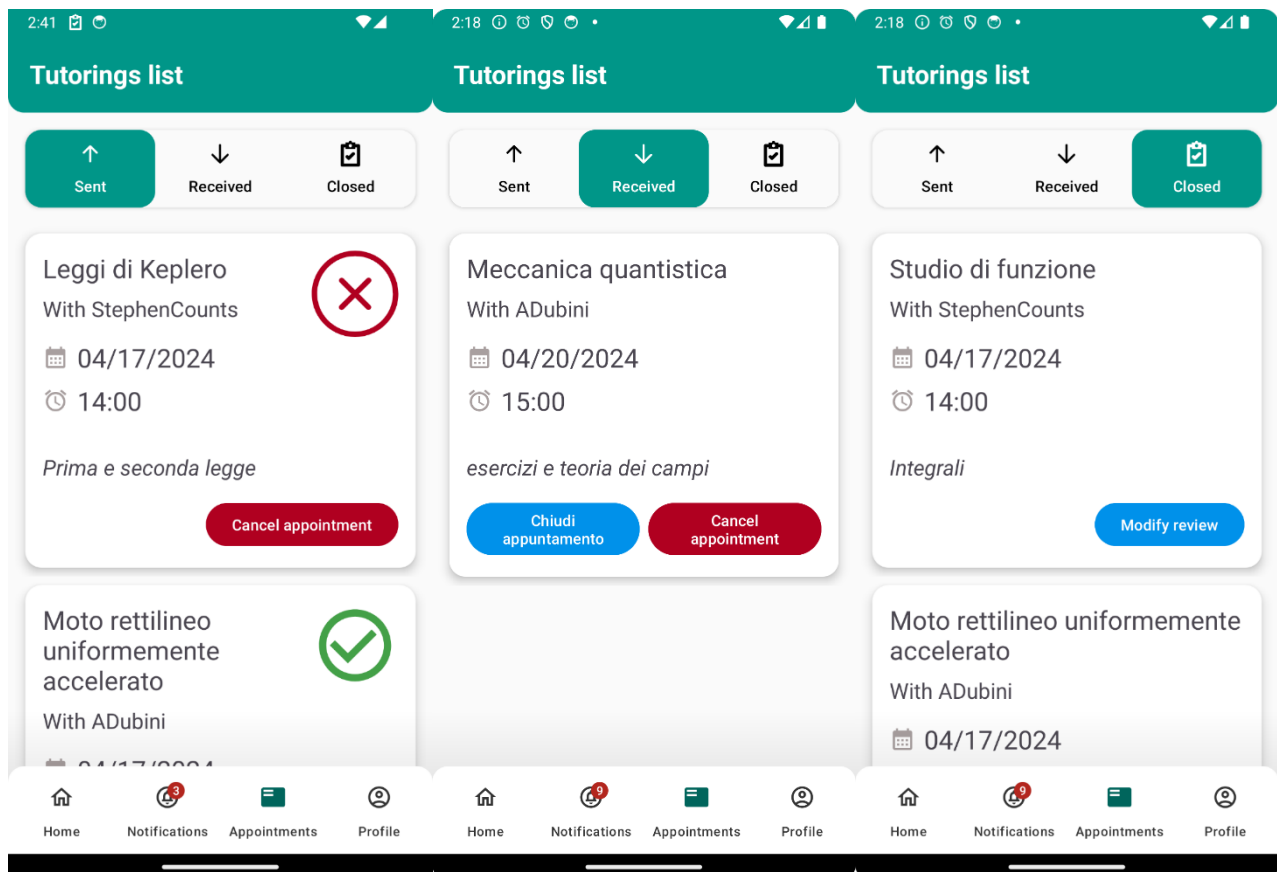 2:41
Tutorings list
Sent
Received
Closed
Leggi di Keplero
With StephenCounts
04/17/2024
14:00
Prima e seconda legge
Cancel appointment
Moto rettilineo
uniformemente
accelerato
With ADubini
04/17/2024
Home
3
Notifications
Appointments
Profile
2:18
Tutorings list
Sent
Received
Closed
Meccanica quantistica
With ADubini
04/20/2024
15:00
esercizi e teoria dei campi
Chiudi
appuntamento
Cancel
appointment
Home
9
Notifications
Appointments
Profile
2:18
Tutorings list
Sent
Received
Closed
Studio di funzione
With StephenCounts
04/17/2024
14:00
Integrali
Modify review
Moto rettilineo uniformemente
accelerato
With ADubini
04/17/2024
Home
9
Notifications
Appointments
Profile